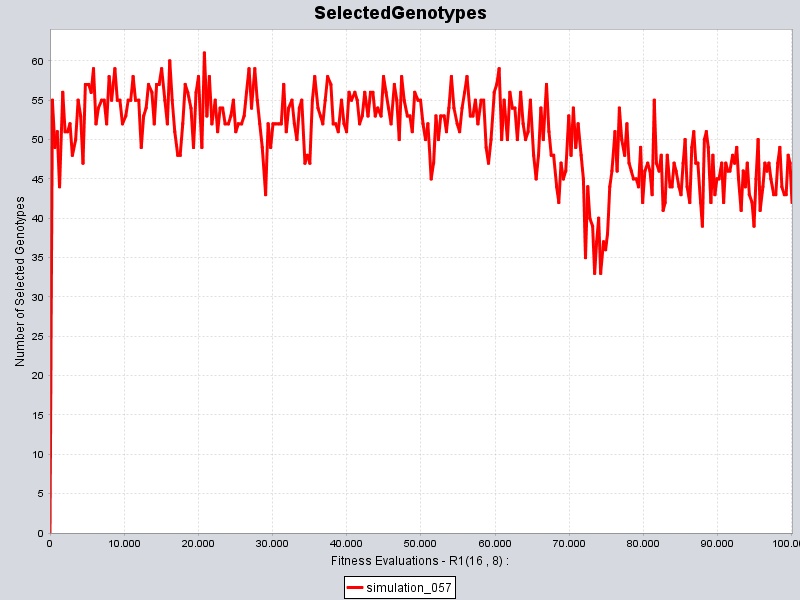 SelectedGenotypes
Number of Selected Genotypes
60
55
50
45
40
35
30
25
20
15
10
5
0
0 10.000 20.000 30.000 40.000 50.000 60.000 70.000 80.000 90.000 100.00
Fitness Evaluations - R1(16 , 8) :
simulation_057